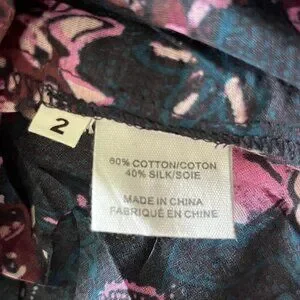 2
60% COTTON/COTON
40% SILK/SOIE
MADE IN CHINA
FABRIQUÉ EN CHINE